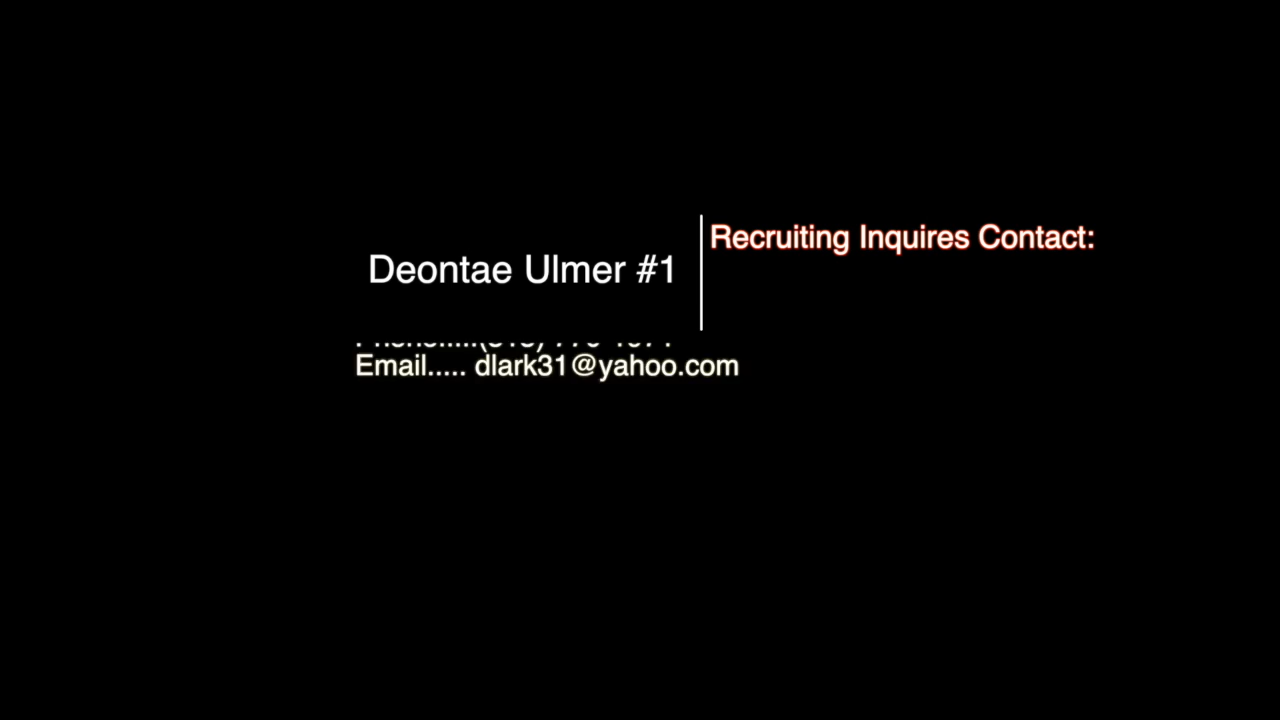 Recruiting Inquires Contact:
Deontae Ulmer #1
Email..... dlark31@yahoo.com